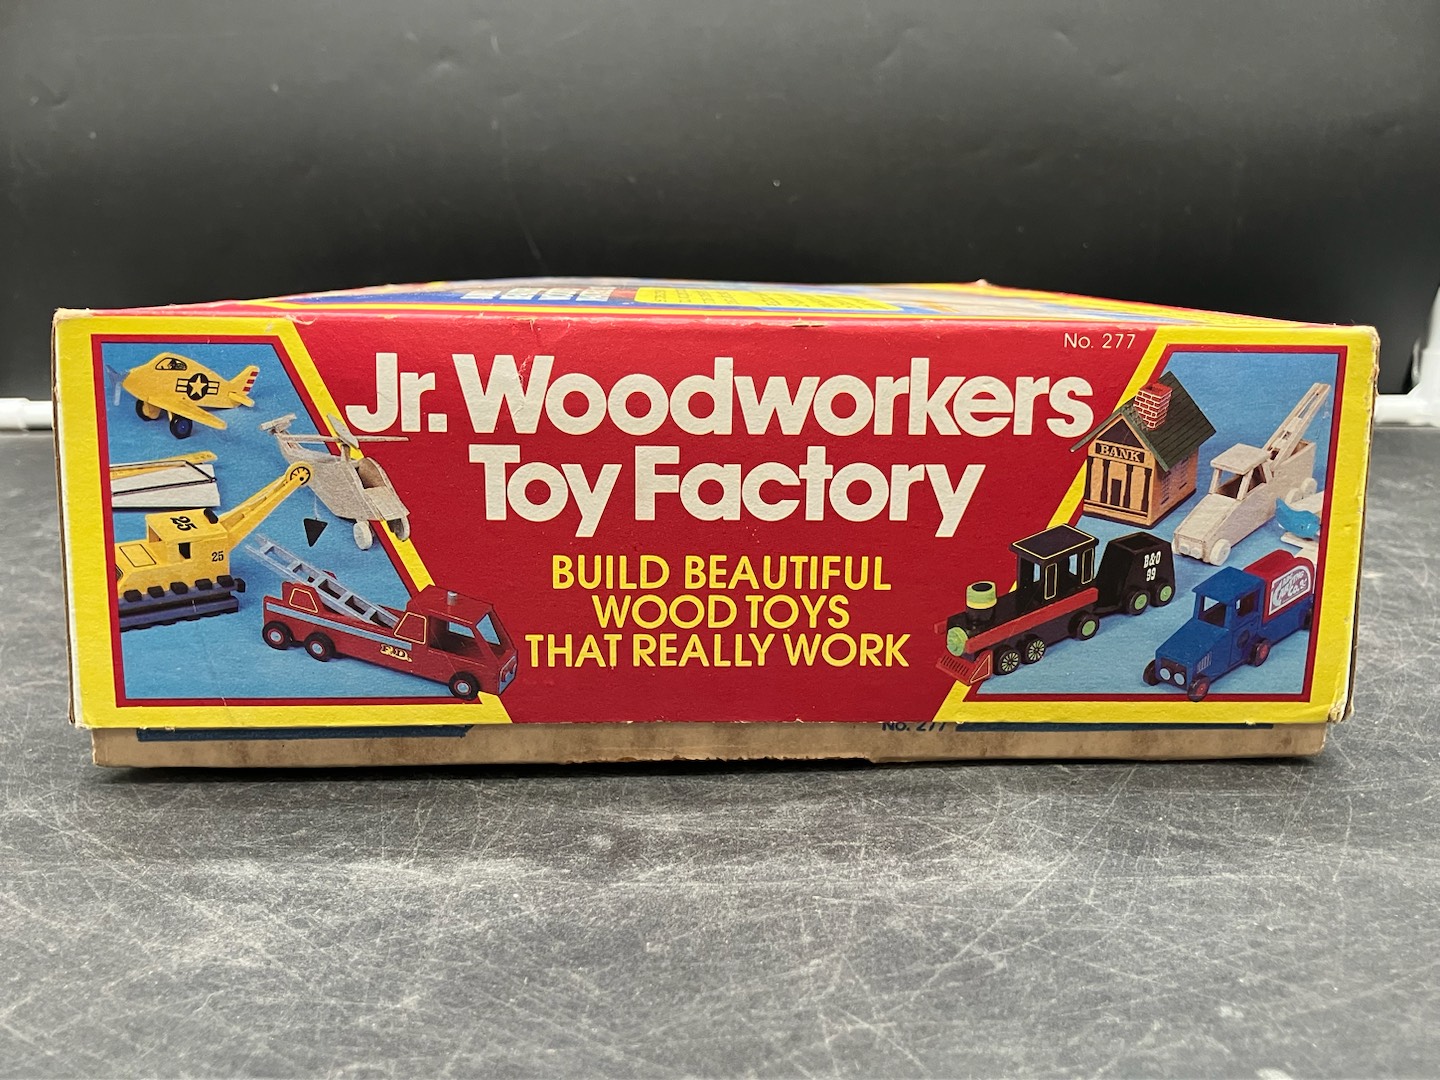 No. 277
Jr. Woodworkers
Toy Factory
BUILD BEAUTIFUL
WOOD TOYS
THAT REALLY WORK
25
25
F.D.
BANK
B&O
99
No. 277